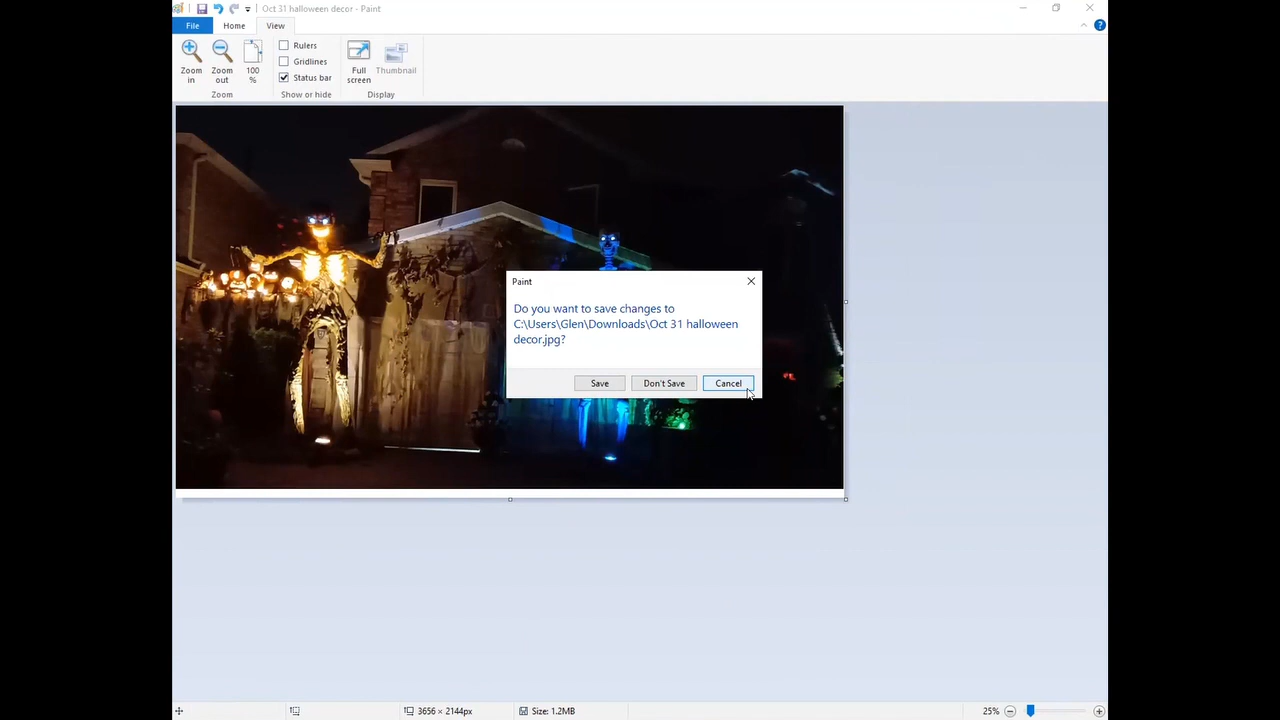 Oct 31 halloween decor - Paint
File Home View
Zoom in
Zoom out
100 %
Zoom
Rulers
Gridlines
Status bar
Show or hide
Full screen
Thumbnail
Display
Paint
Do you want to save changes to
C:\Users\Glen\Downloads\Oct 31 halloween
decor.jpg?
Save Don't Save Cancel
3656 × 2144px Size: 1.2MB 25%